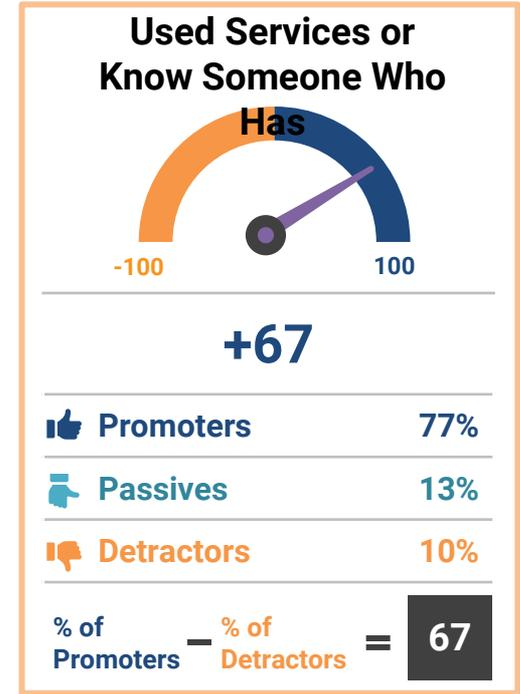 Used Services or
Know Someone Who
Has
-100 100
+67
Promoters 77%
Passives 13%
Detractors 10%
% of
Promoters – % of
Detractors = 67